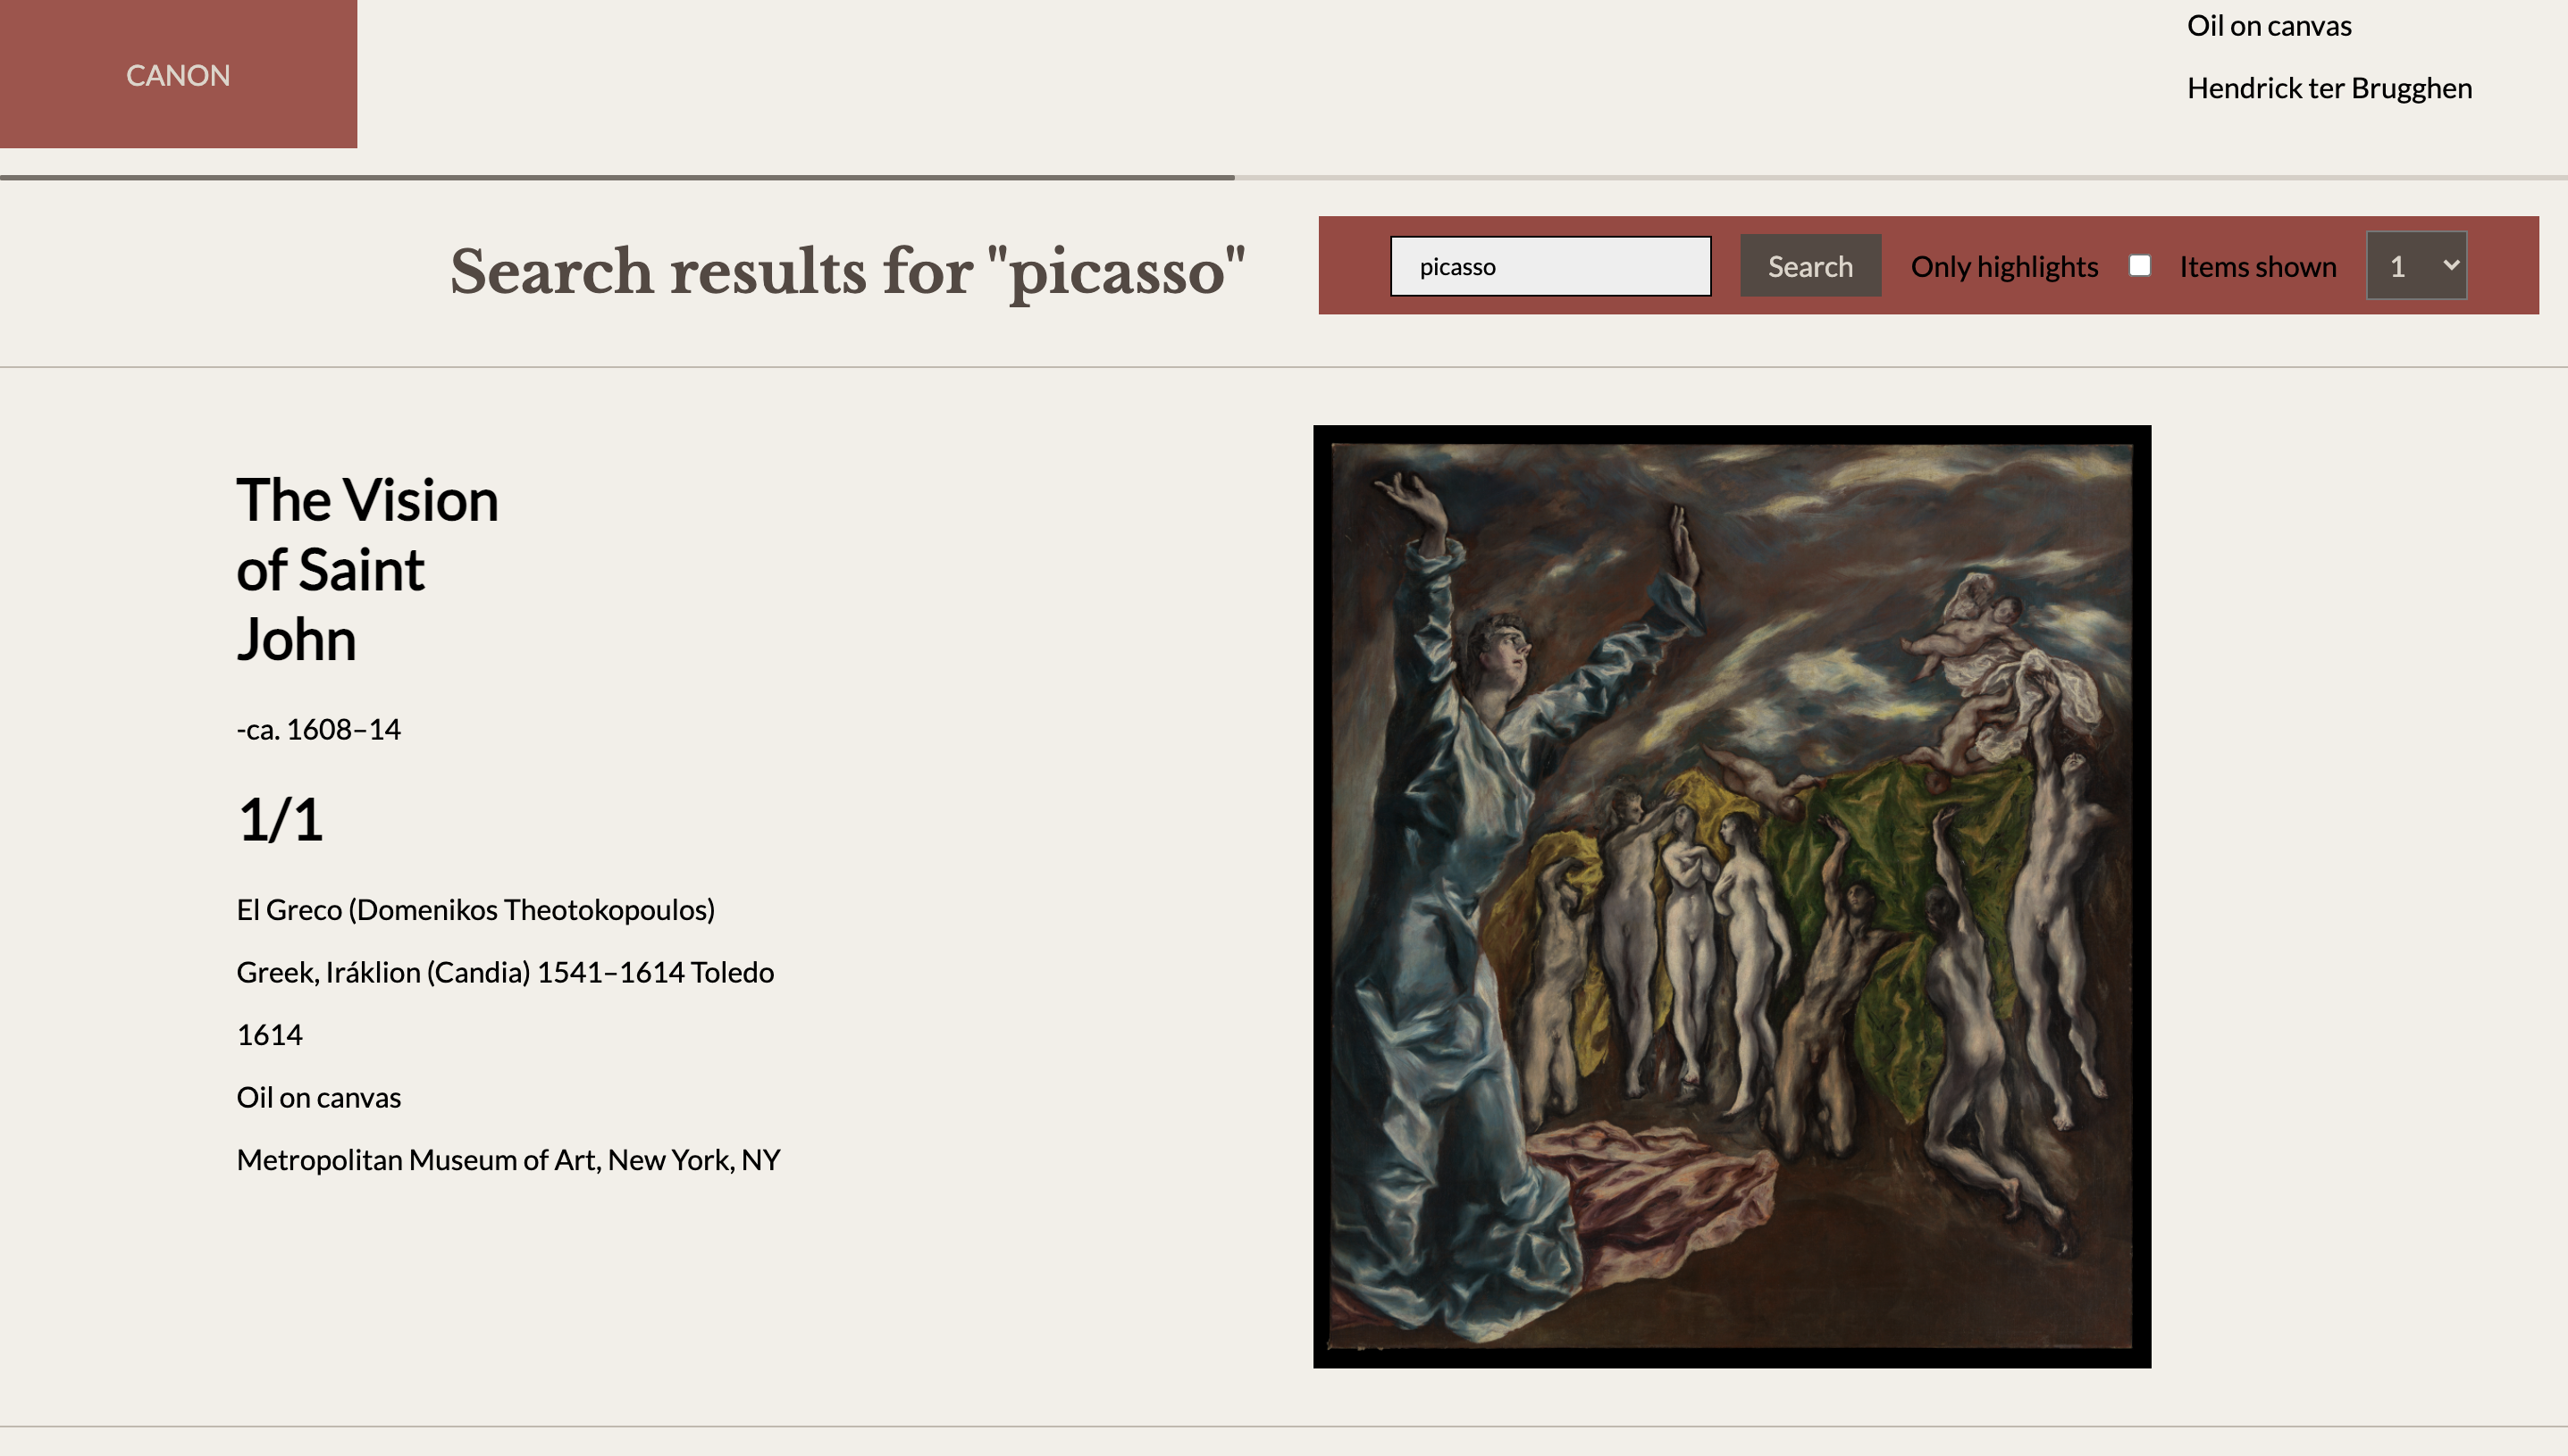 CANON
Oil on canvas
Hendrick ter Brugghen
Search results for "picasso"
picasso
Search
Only highlights
Items shown
1
The Vision
of Saint
John
-ca. 1608–14
1/1
El Greco (Domenikos Theotokopoulos)
Greek, Iráklion (Candia) 1541–1614 Toledo
1614
Oil on canvas
Metropolitan Museum of Art, New York, NY